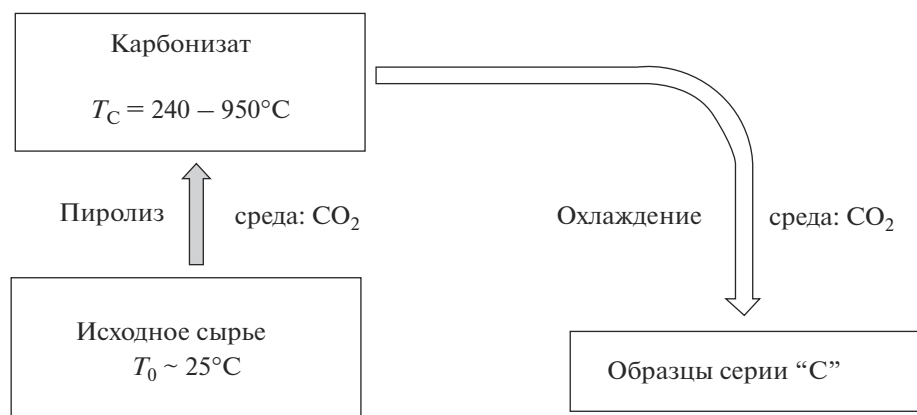 Карбонизат
T_C = 240 – 950°C
Пиролиз
среда: CO₂
Охлаждение
среда: CO₂
Исходное сырье
T₀ ~ 25°C
Образцы серии “С”